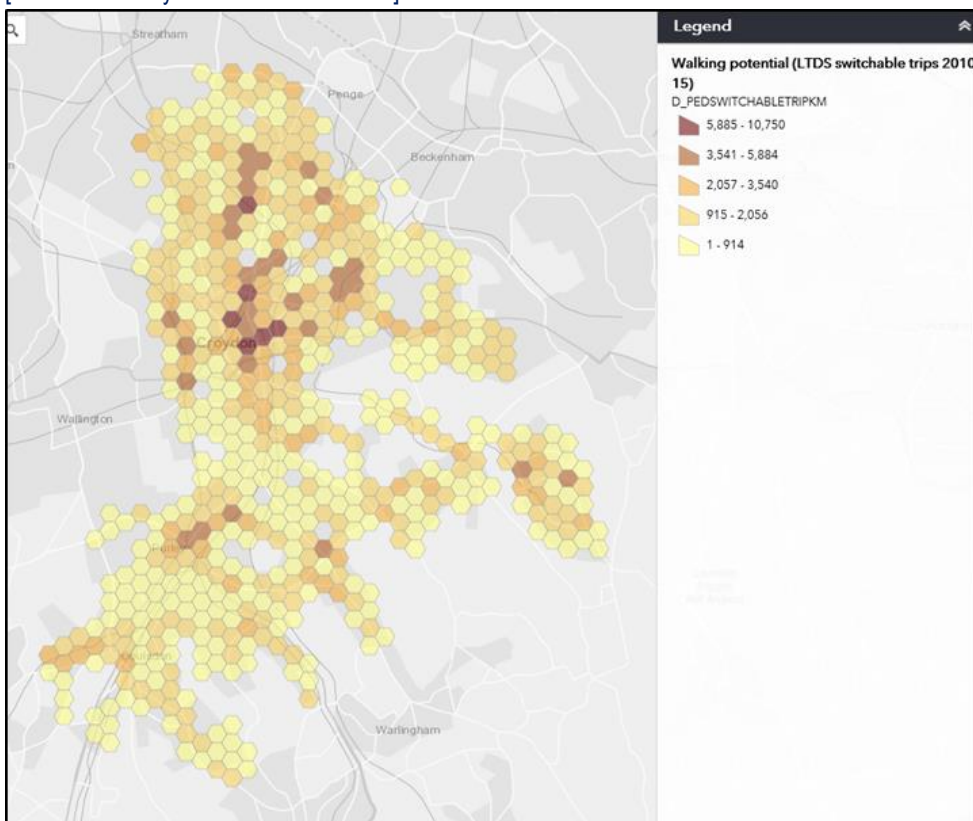 Streatham
Penge
Beckenham
Croydon
Wallington
Warlingham
Legend
Walking potential (LTDS switchable trips 2010
15)
D_PEDSWITCHABLETRIPKM
5,885 - 10,750
3,541 - 5,884
2,057 - 3,540
915 - 2,056
1 - 914